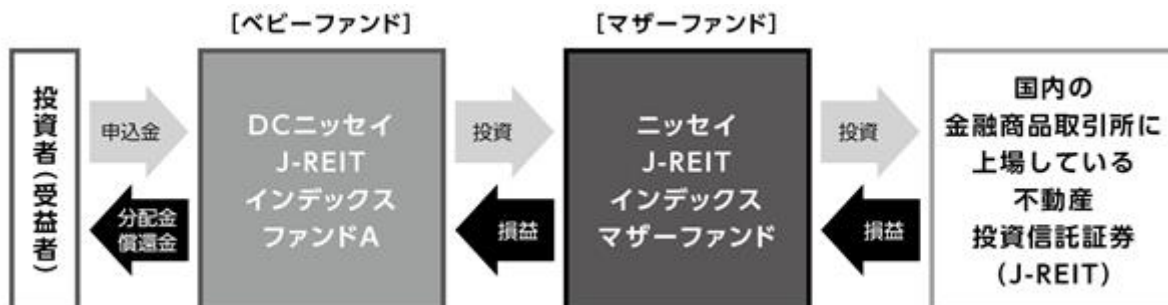 [ベビーファンド]
[マザーファンド]
投資者(受益者)
申込金
分配金
償還金
DCニッセイ
J-REIT
インデックス
ファンドA
投資
損益
ニッセイ
J-REIT
インデックス
マザーファンド
投資
損益
国内の
金融商品取引所に
上場している
不動産
投資信託証券
(J-REIT)